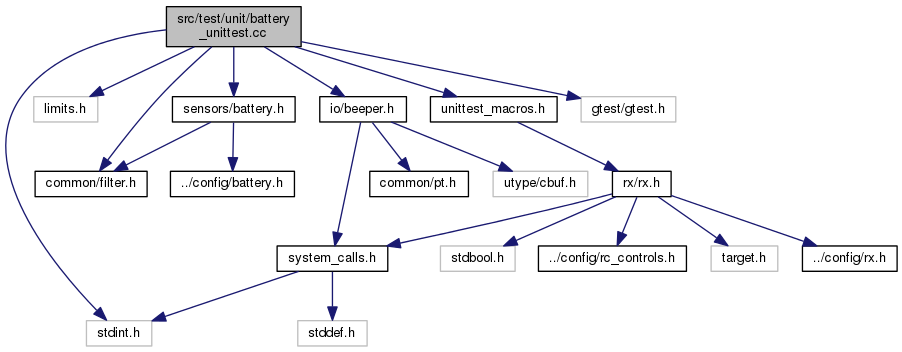 src/test/unit/battery
_unittest.cc
limits.h
sensors/battery.h
io/beeper.h
unittest_macros.h
gtest/gtest.h
common/filter.h
../config/battery.h
common/pt.h
utype/cbuf.h
rx/rx.h
system_calls.h
stdbool.h
../config/rc_controls.h
target.h
../config/rx.h
stdint.h
stddef.h